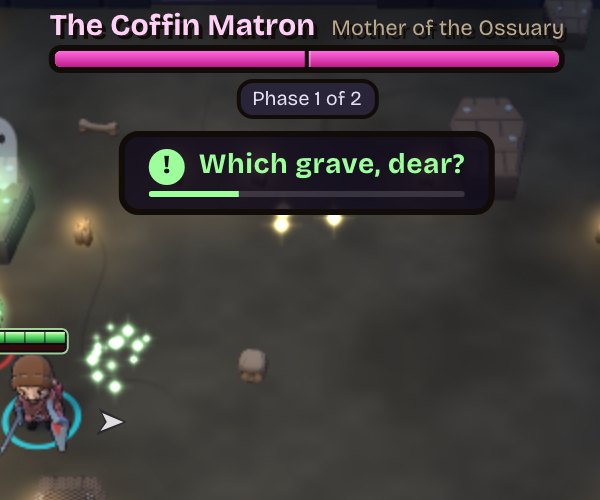 The Coffin Matron Mother of the Ossuary
Phase 1 of 2
! Which grave, dear?